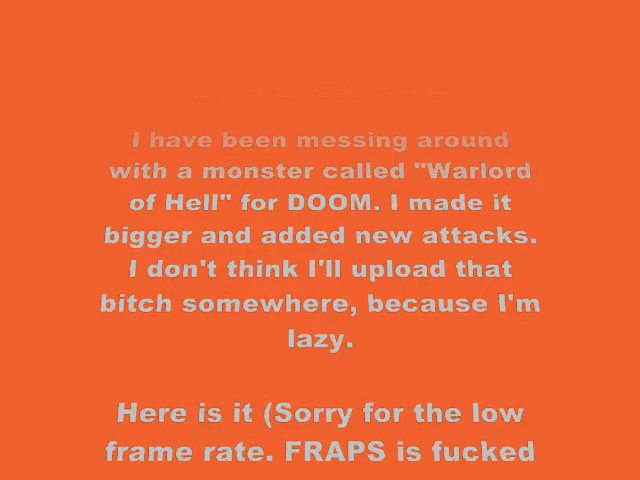 I have been messing around
with a monster called "Warlord
of Hell" for DOOM. I made it
bigger and added new attacks.
I don't think I'll upload that
bitch somewhere, because I'm
lazy.
Here is it (Sorry for the low
frame rate. FRAPS is fucked